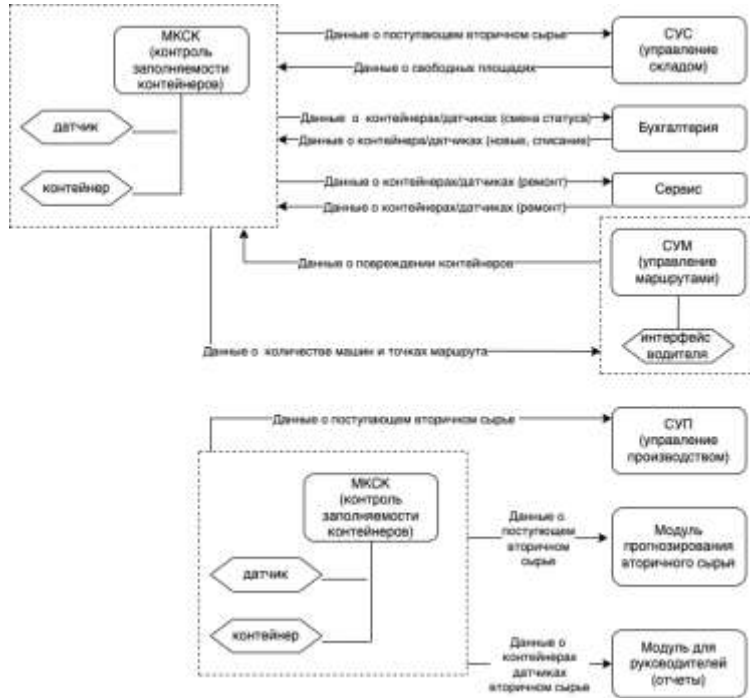 МКСК
(контроль
заполняемости
контейнеров)
датчик
контейнер
Данные о поступающем вторичном сырье
СУС
(управление
складом)
Данные о свободных площадях
Данные о контейнерах/датчиках (смена статуса)
Бухгалтерия
Данные о контейнера/датчиках (новые, списание)
Данные о контейнерах/датчиках (ремонт)
Сервис
Данные о контейнерах/датчиках (ремонт)
СУМ
(управление
маршрутами)
Данные о повреждении контейнеров
интерфейс
водителя
Данные о количестве машин и точках маршрута
Данные о поступающем вторичном сырье
СУП
(управление
производством)
МКСК
(контроль
заполняемости
контейнеров)
датчик
контейнер
Данные о
поступющем
вторичном
сырье
Модуль
прогнозирования
вторичного сырья
Данные о
контейнерах
датчиках
вторичном сырье
Модуль для
руководителей
(отчеты)